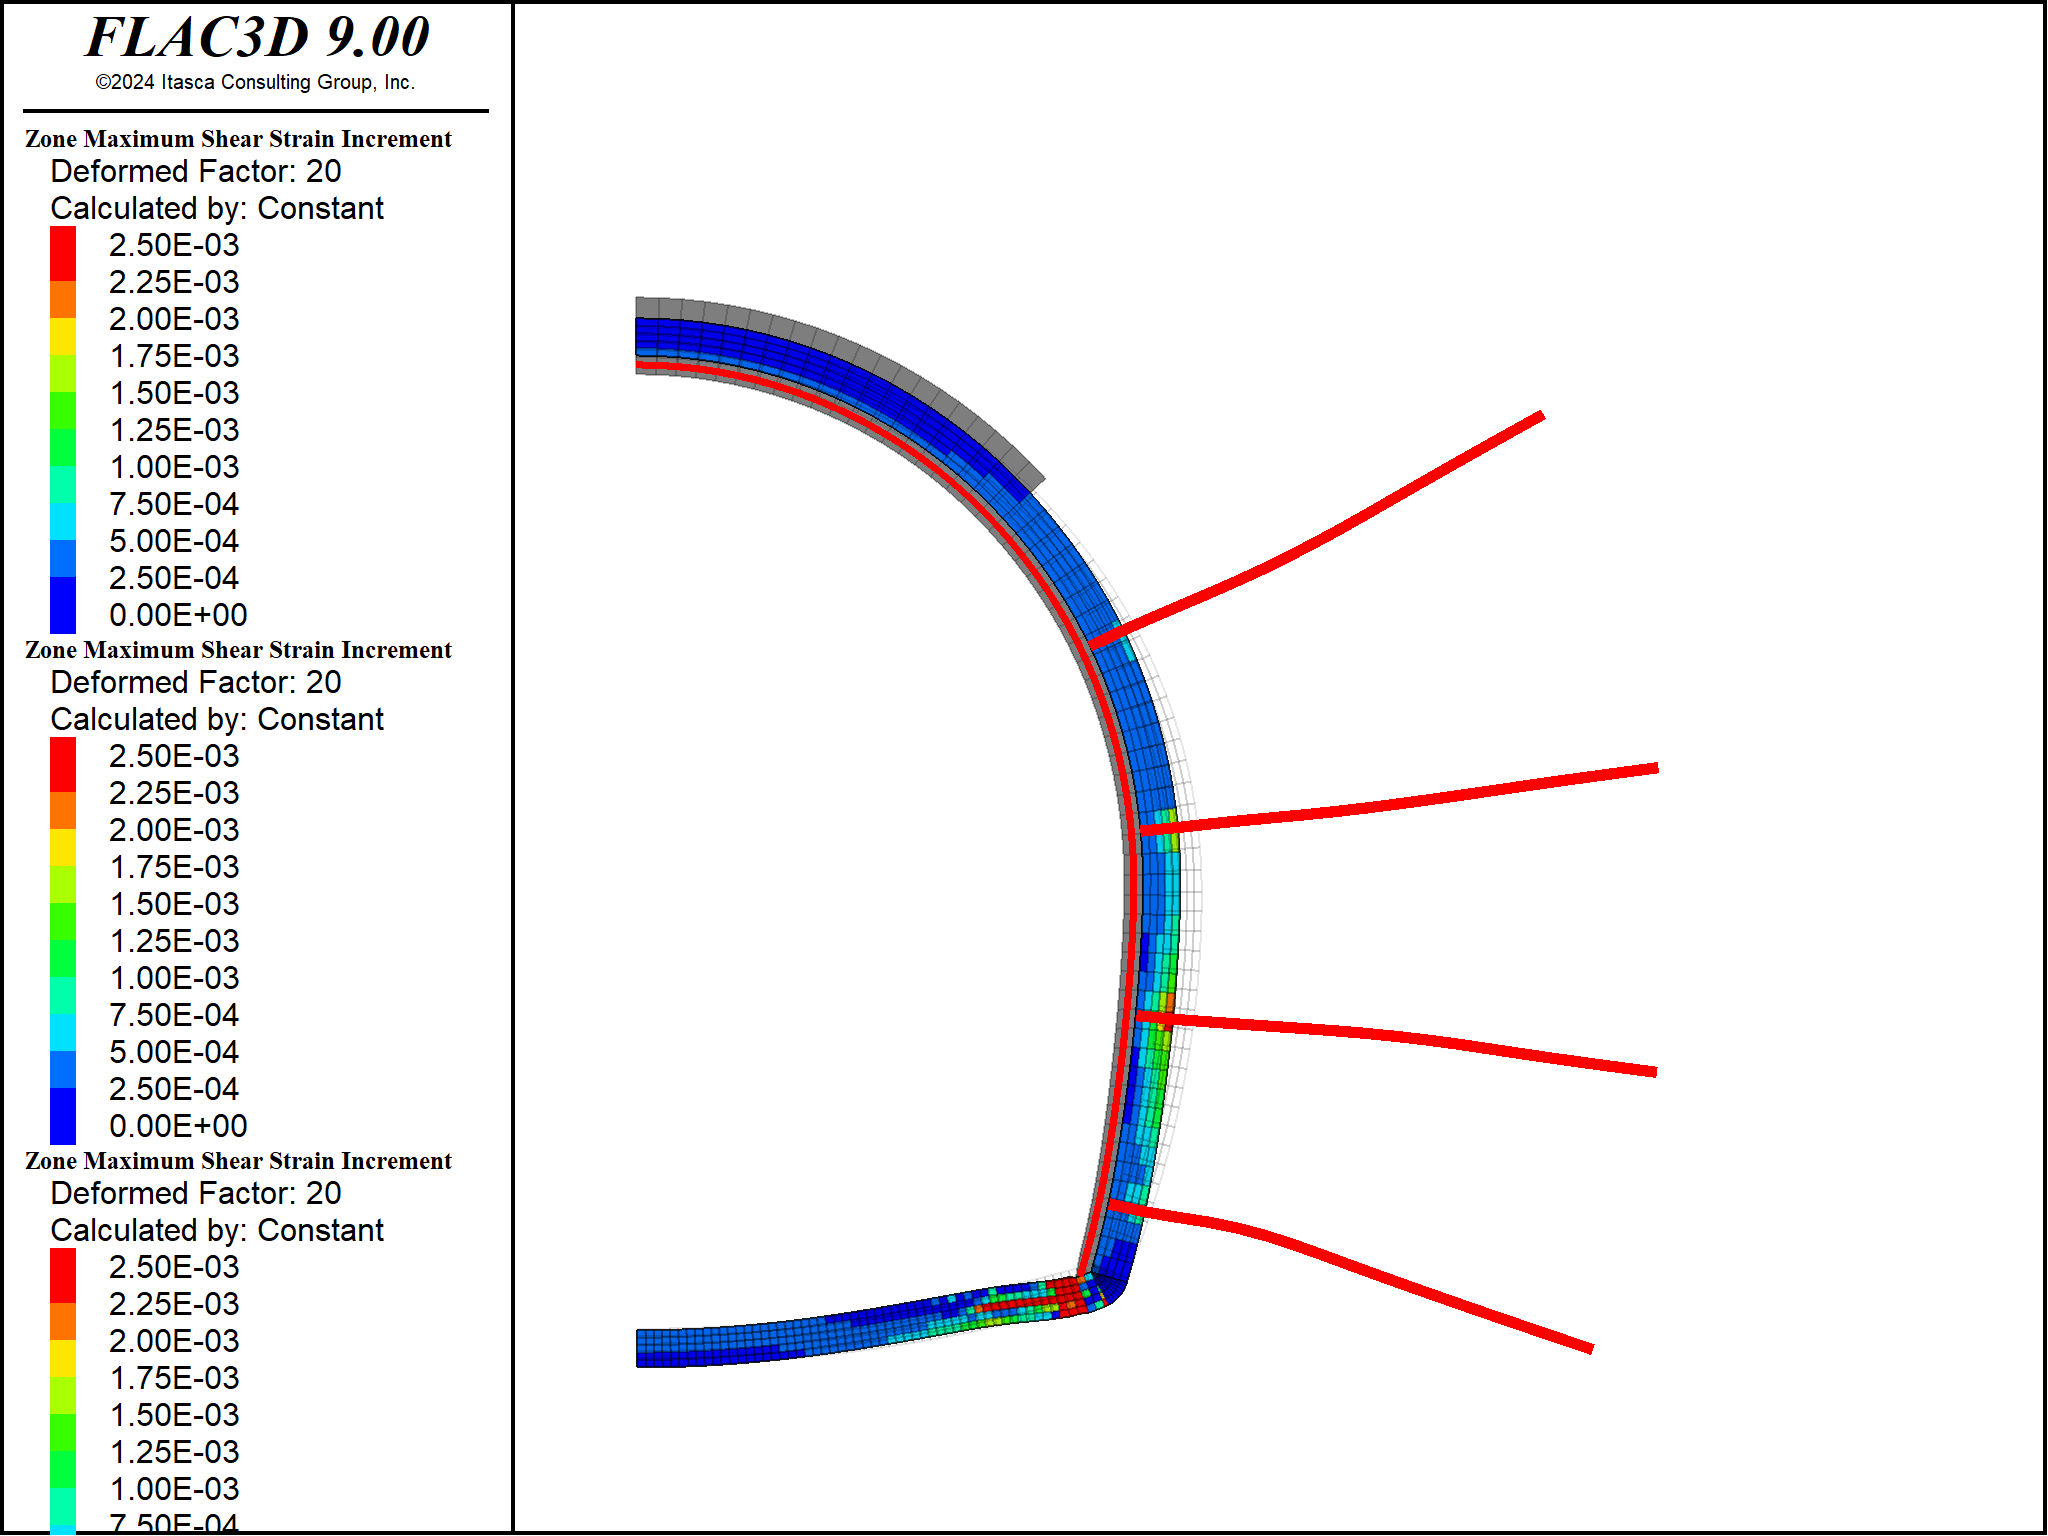 FLAC3D 9.00
©2024 Itasca Consulting Group, Inc.
Zone Maximum Shear Strain Increment
Deformed Factor: 20
Calculated by: Constant
2.50E-03
2.25E-03
2.00E-03
1.75E-03
1.50E-03
1.25E-03
1.00E-03
7.50E-04
5.00E-04
2.50E-04
0.00E+00
Zone Maximum Shear Strain Increment
Deformed Factor: 20
Calculated by: Constant
2.50E-03
2.25E-03
2.00E-03
1.75E-03
1.50E-03
1.25E-03
1.00E-03
7.50E-04
5.00E-04
2.50E-04
0.00E+00
Zone Maximum Shear Strain Increment
Deformed Factor: 20
Calculated by: Constant
2.50E-03
2.25E-03
2.00E-03
1.75E-03
1.50E-03
1.25E-03
1.00E-03
7.50E-04